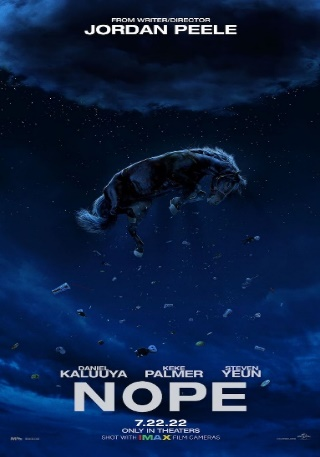 FROM WRITER/DIRECTOR
JORDAN PEELE
DANIEL KALUUYA
KEKE PALMER
STEVEN YEUN
NOPE
7.22.22
ONLY IN THEATERS
SHOT WITH IMAX FILM CAMERAS